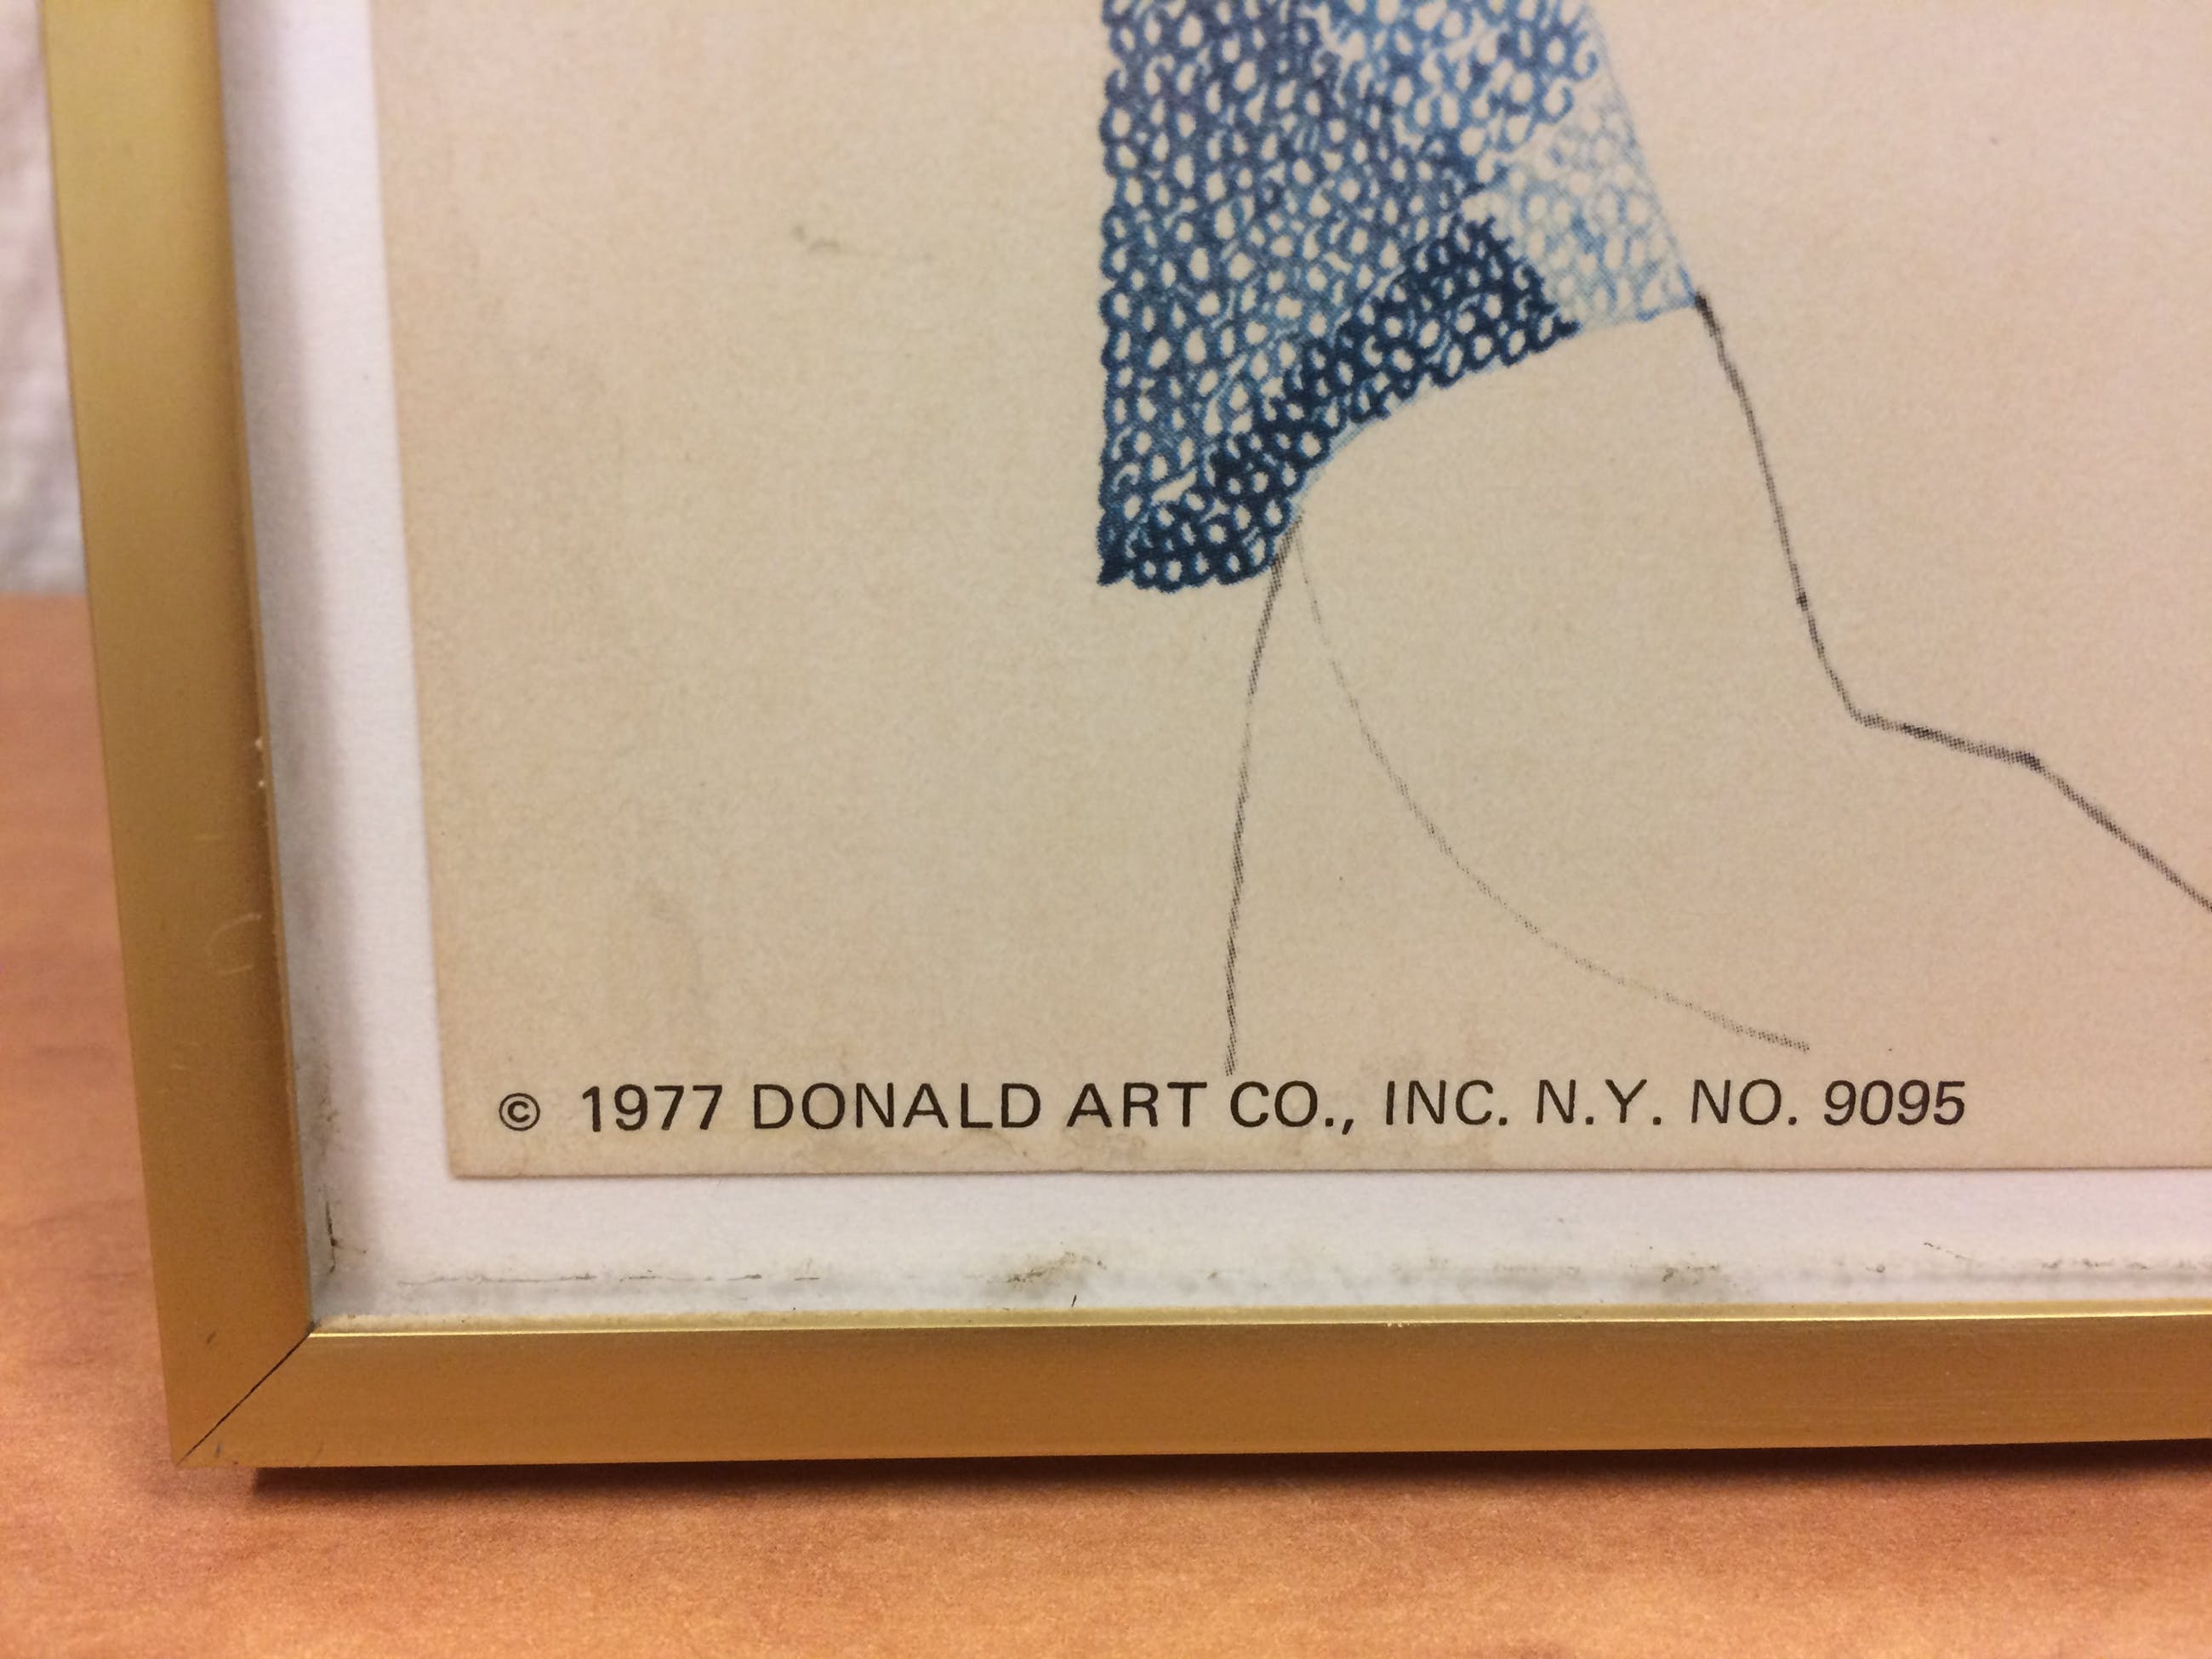 © 1977 DONALD ART CO., INC. N.Y. NO. 9095